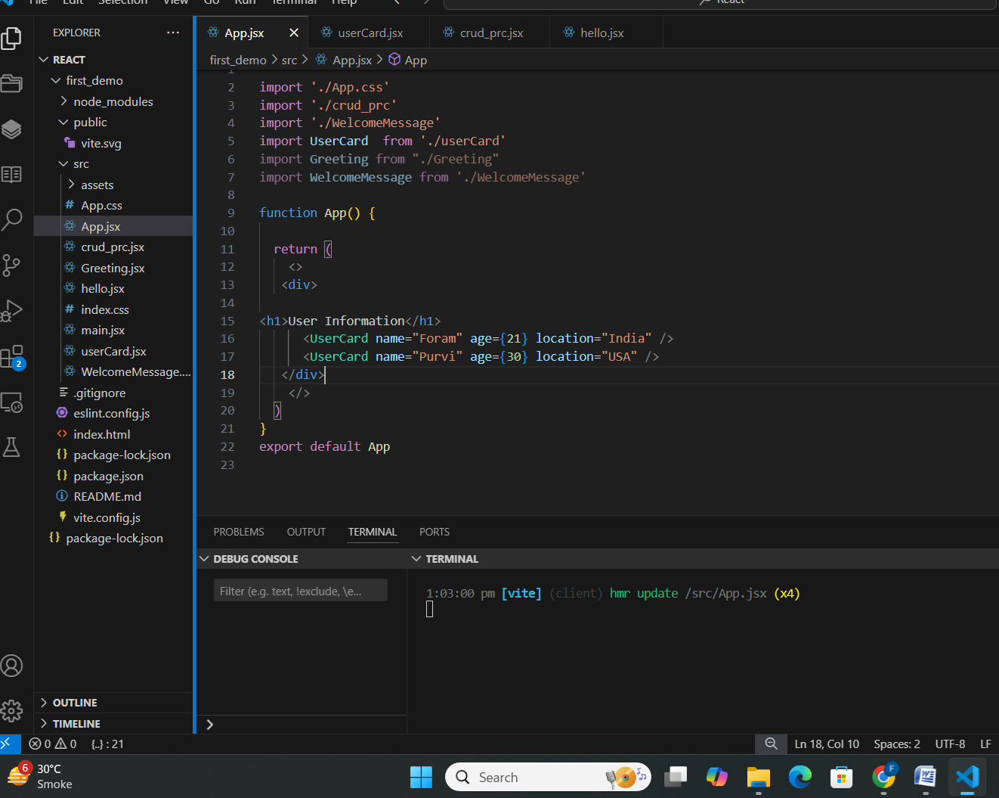 File Edit Selection View Go Run Terminal Help React
EXPLORER
REACT
first_demo
node_modules
public
vite.svg
src
assets
App.css
App.jsx
crud_prc.jsx
Greeting.jsx
hello.jsx
index.css
main.jsx
userCard.jsx
WelcomeMessage....
.gitignore
eslint.config.js
index.html
package-lock.json
package.json
README.md
vite.config.js
package-lock.json
OUTLINE
TIMELINE
2
App.jsx userCard.jsx crud_prc.jsx hello.jsx
first_demo > src > App.jsx > App
1
2 import './App.css'
3 import './crud_prc'
4 import './WelcomeMessage'
5 import UserCard  from './userCard'
6 import Greeting from "./Greeting"
7 import WelcomeMessage from './WelcomeMessage'
8
9 function App() {
10
11 return (
12 <>
13 <div>
14
15 <h1>User Information</h1>
16 <UserCard name="Foram" age={21} location="India" />
17 <UserCard name="Purvi" age={30} location="USA" />
18 </div>
19 </>
20 )
21 }
22 export default App
23
PROBLEMS OUTPUT TERMINAL PORTS
DEBUG CONSOLE
Filter (e.g. text, !exclude, \e...
TERMINAL
1:03:00 pm [vite] (client) hmr update /src/App.jsx (x4)
0 0 {..} : 21 Ln 18, Col 10 Spaces: 2 UTF-8 LF
6
30°C
Smoke
Search
F